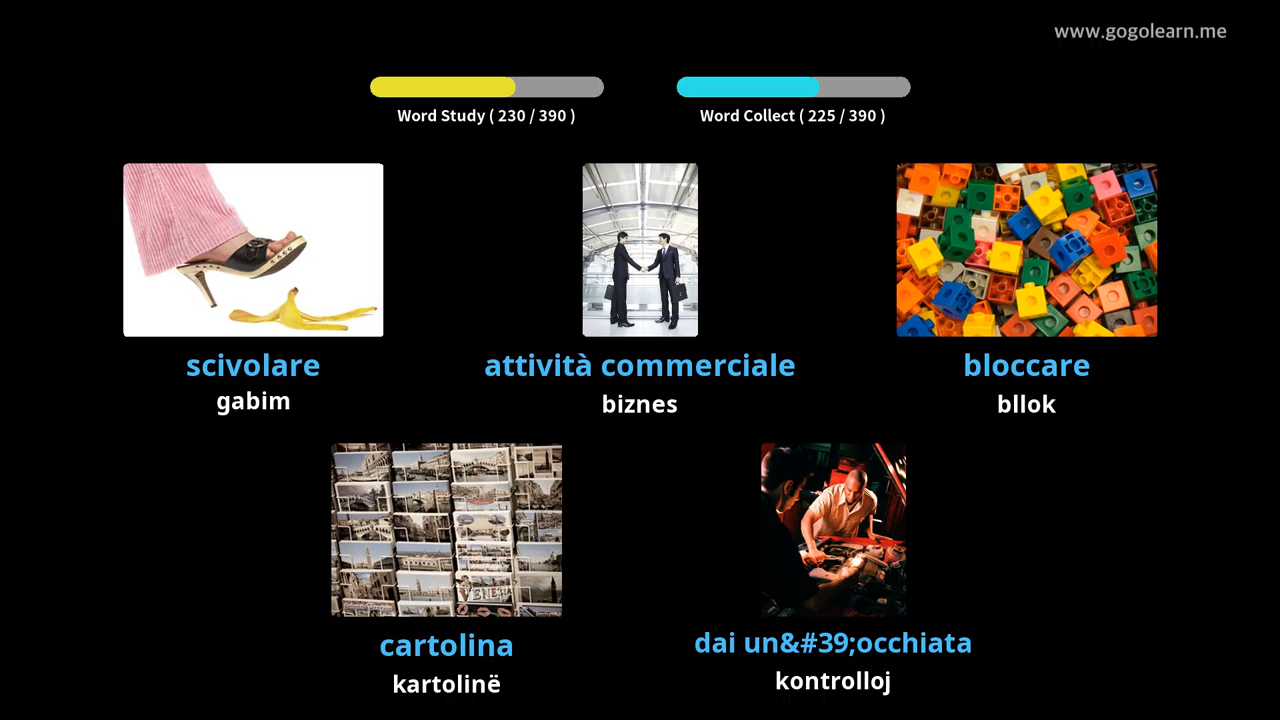 www.gogolearn.me
Word Study ( 230 / 390 )
Word Collect ( 225 / 390 )
scivolare
gabim
attività commerciale
biznes
bloccare
bllok
VENEZIA
cartolina
kartolinë
dai un&#39;occhiata
kontrolloj